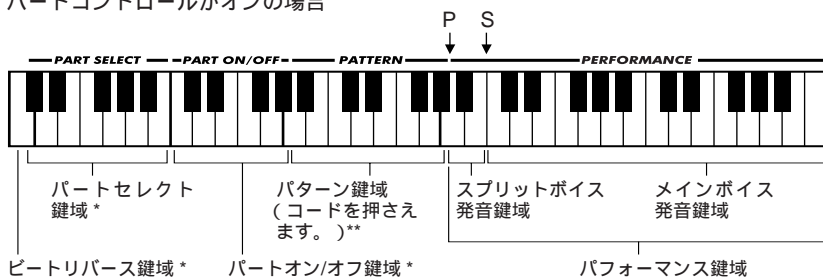 パートコントロールがオンの場合
P S
PART SELECT PART ON/OFF PATTERN PERFORMANCE
パートセレクト
鍵域 *
パターン鍵域
(コードを押さえ
ます。)**
スプリットボイス
発音鍵域
メインボイス
発音鍵域
ビートリバース鍵域 *
パートオン/オフ鍵域 *
パフォーマンス鍵域